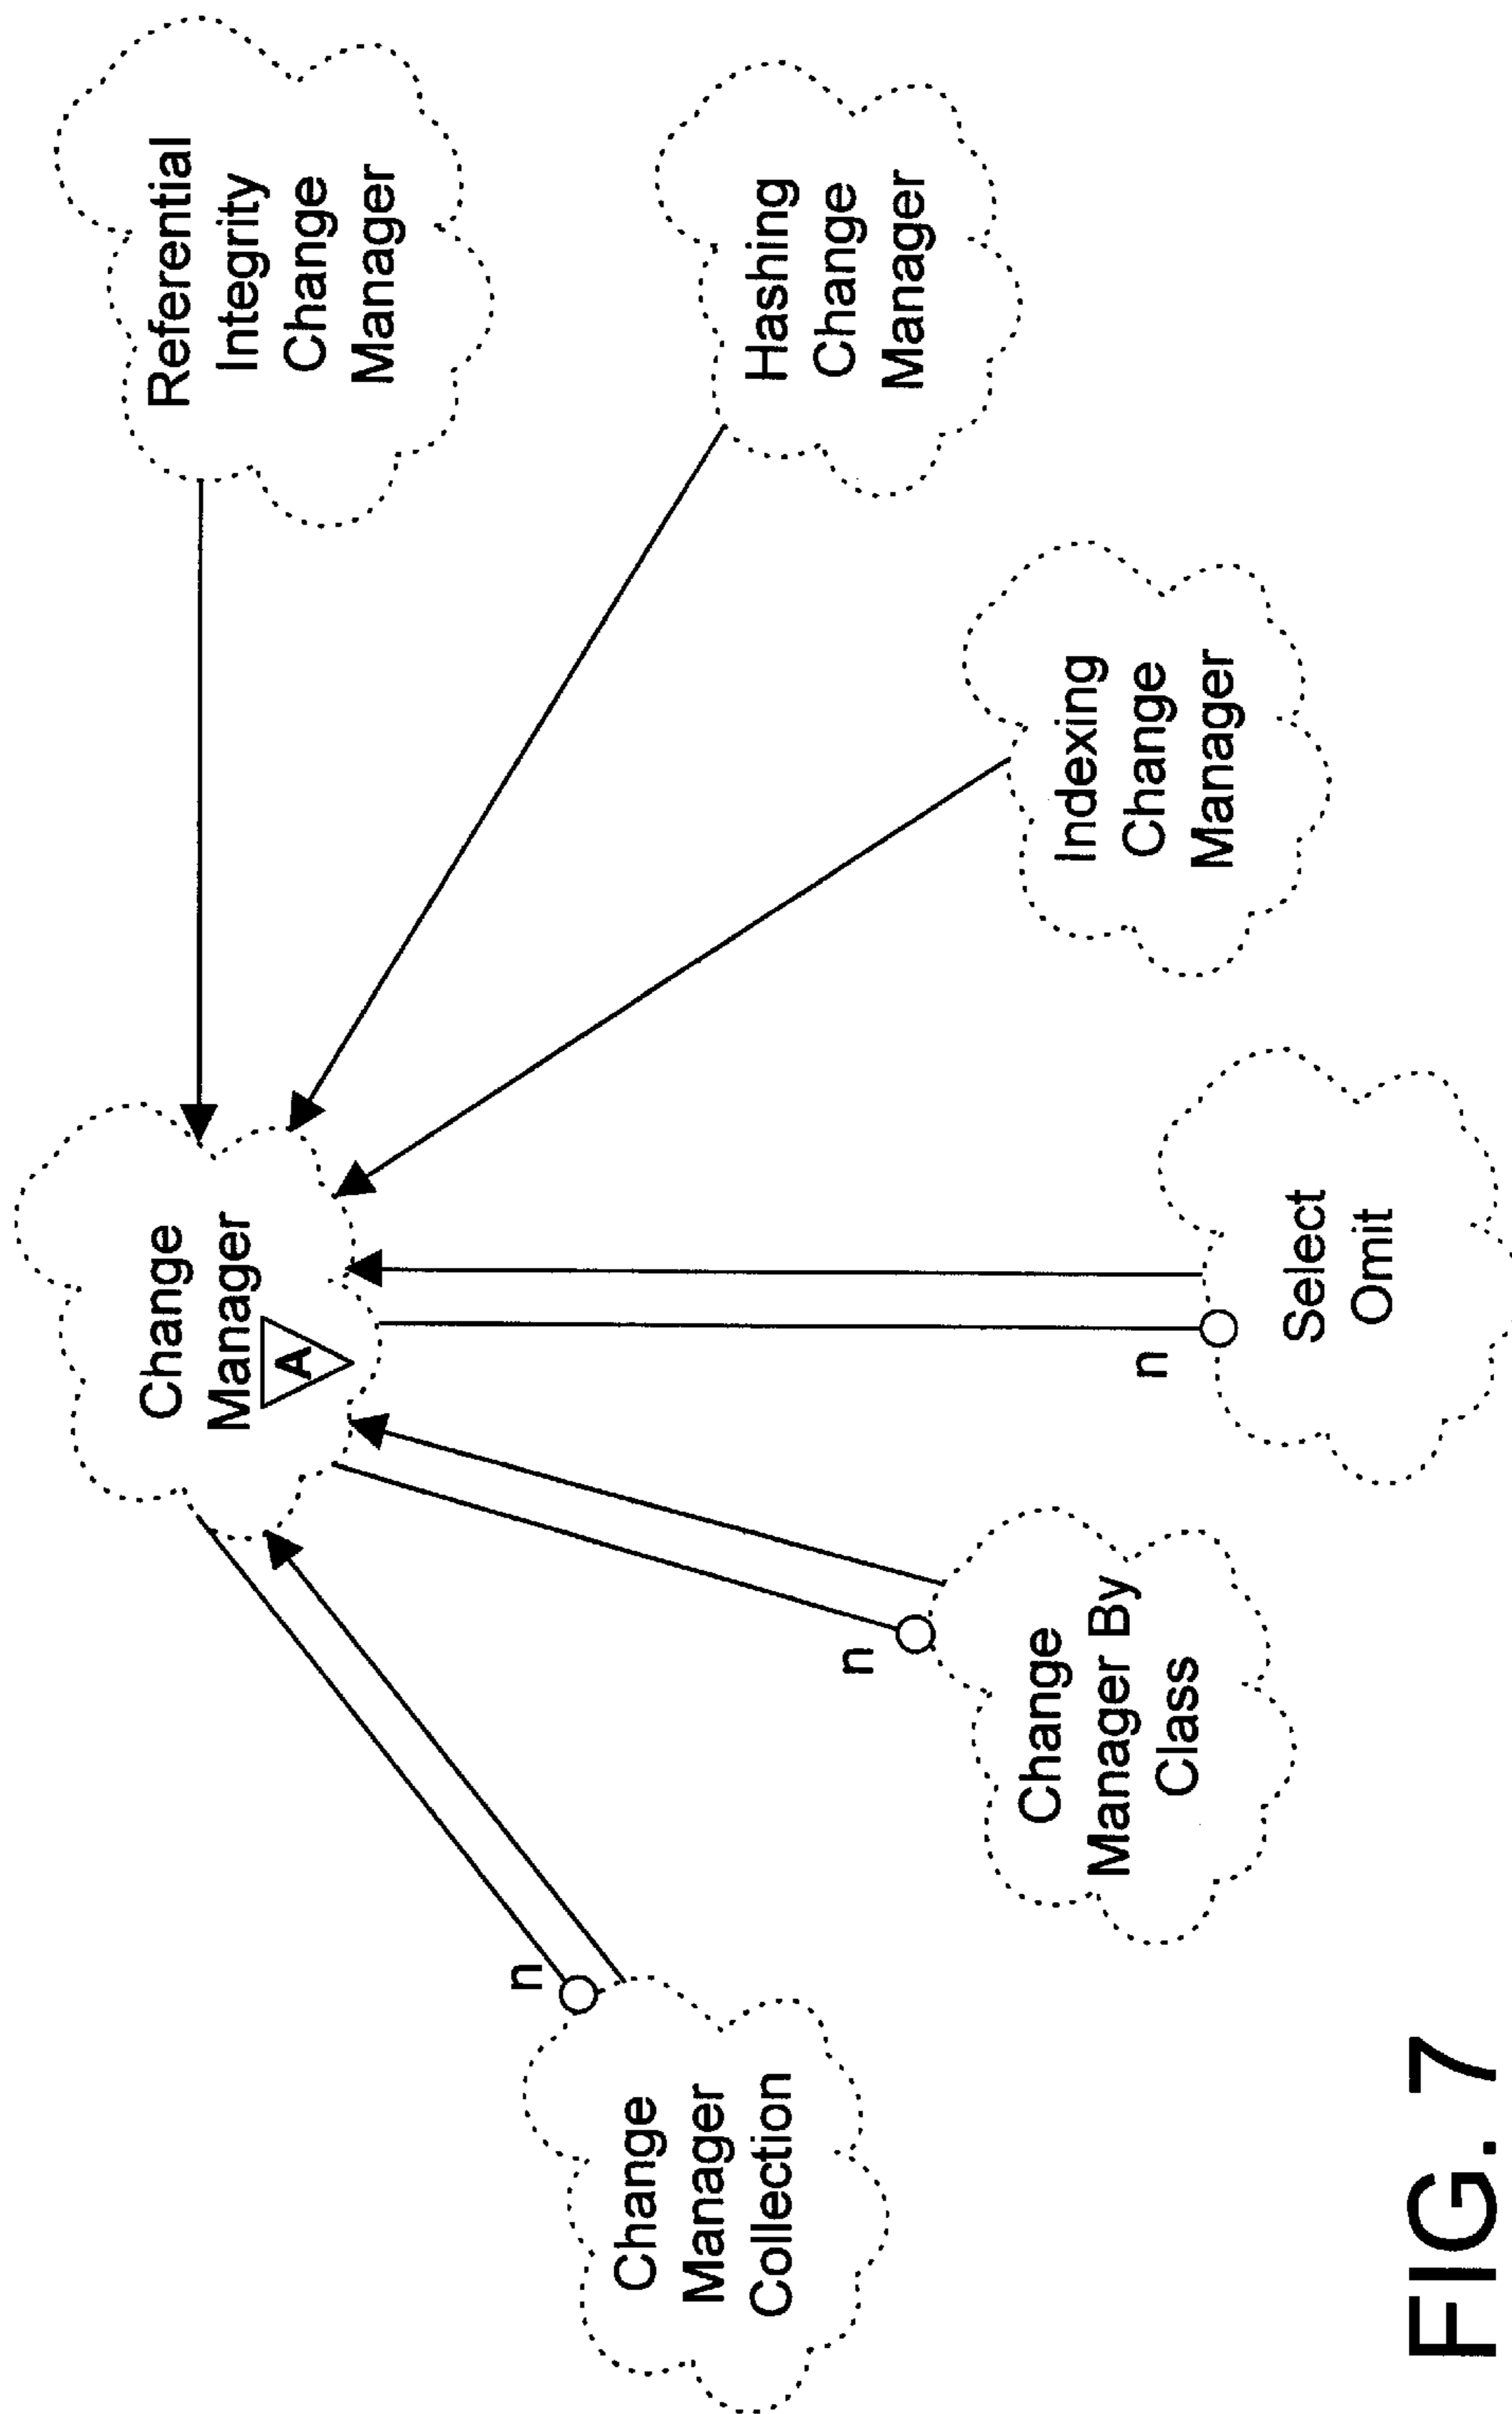 Change
Manager
A
Referential
Integrity
Change
Manager
Hashing
Change
Manager
Indexing
Change
Manager
n
Select
Omit
n
Change
Manager By
Class
n
Change
Manager
Collection
FIG. 7